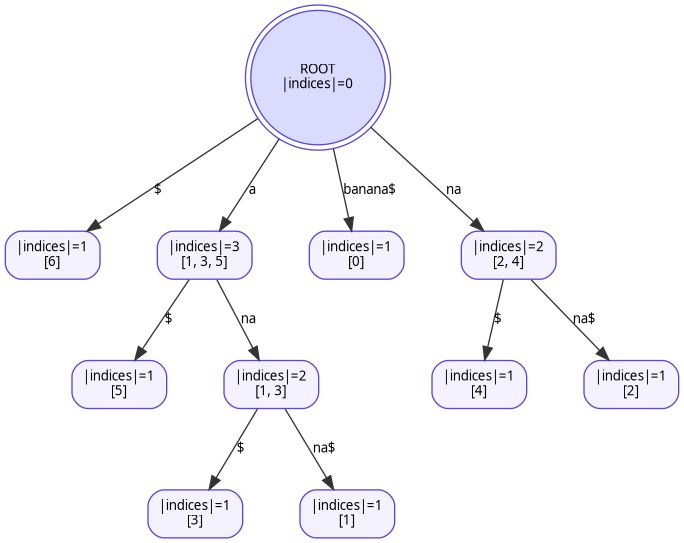 ROOT
|indices|=0
$
a
banana$
na
|indices|=1
[6]
|indices|=3
[1, 3, 5]
|indices|=1
[0]
|indices|=2
[2, 4]
$
na
$
na$
|indices|=1
[5]
|indices|=2
[1, 3]
|indices|=1
[4]
|indices|=1
[2]
$
na$
|indices|=1
[3]
|indices|=1
[1]